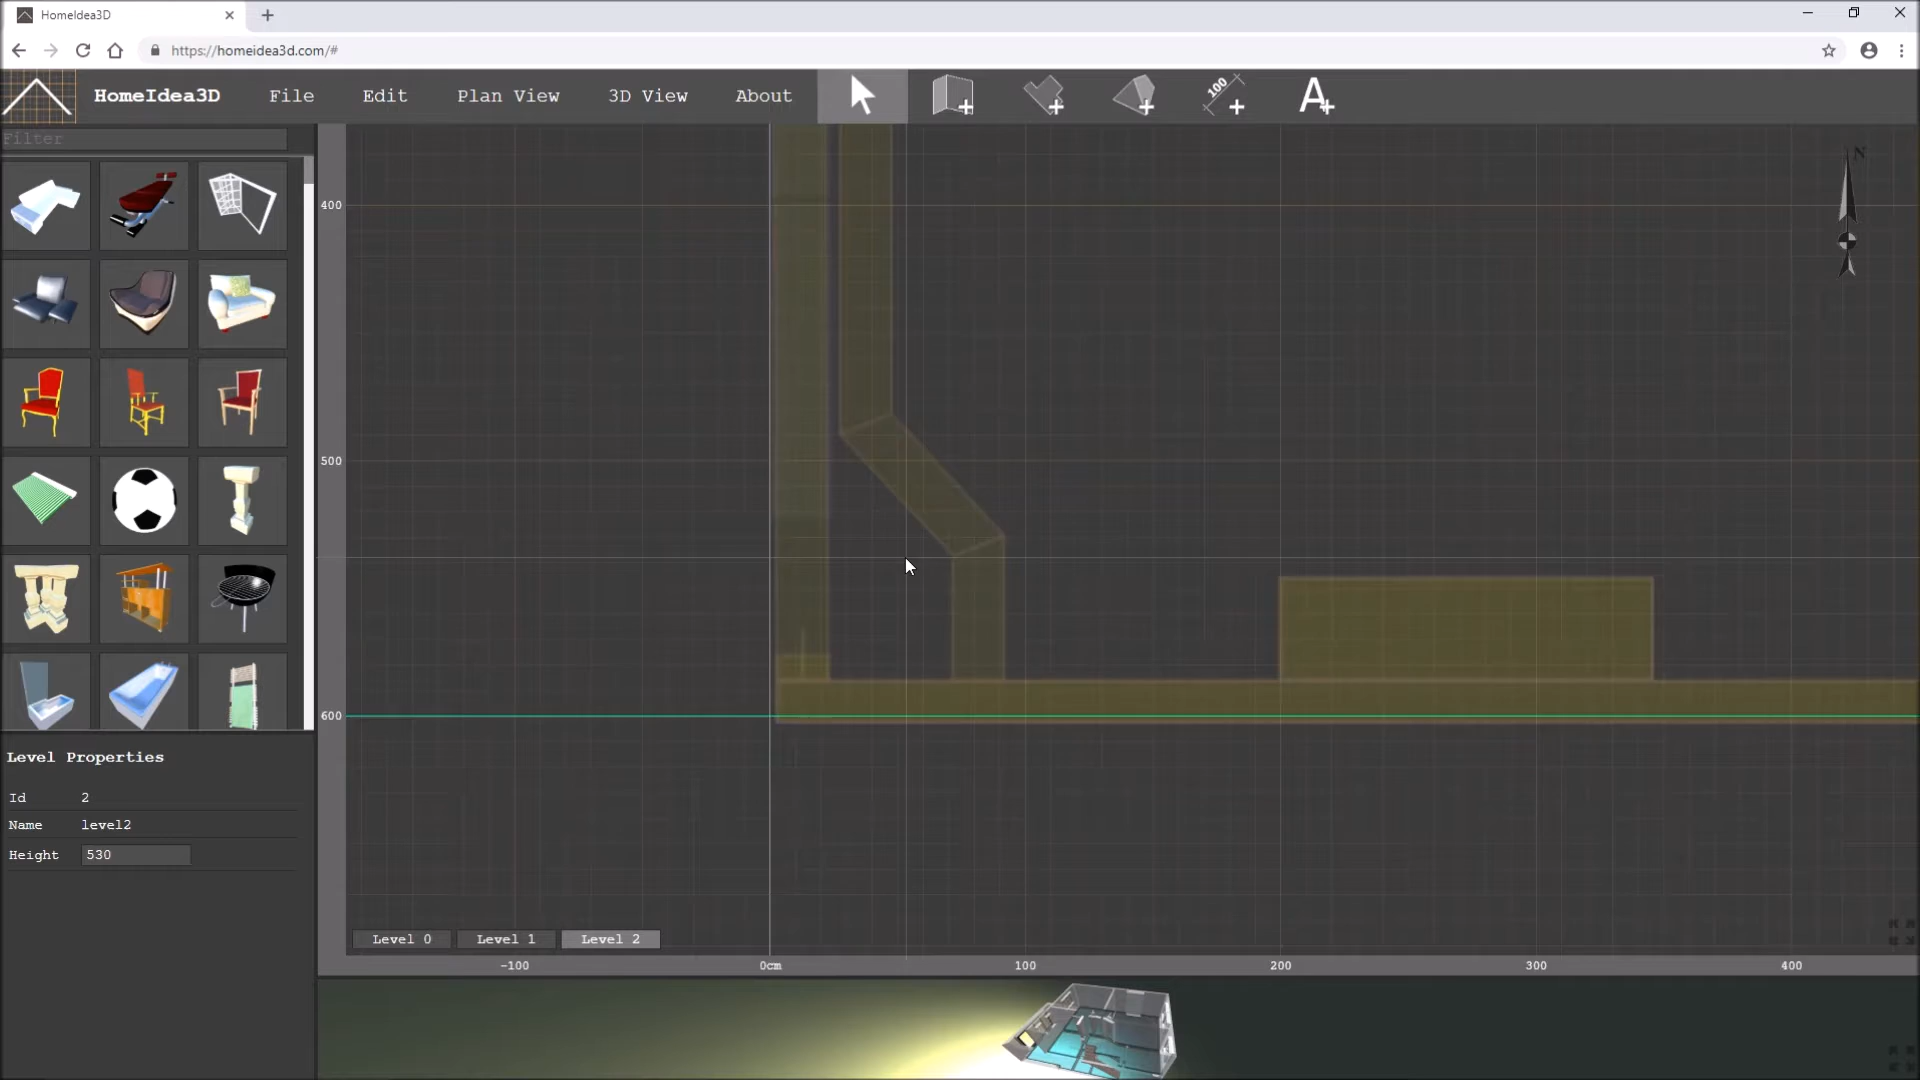 HomeIdea3D
https://homeidea3d.com/#
HomeIdea3D File Edit Plan View 3D View About 100 A
Filter
N
400
500
600
Level Properties
Id 2
Name level2
Height 530
Level 0 Level 1 Level 2
-100 0cm 100 200 300 400